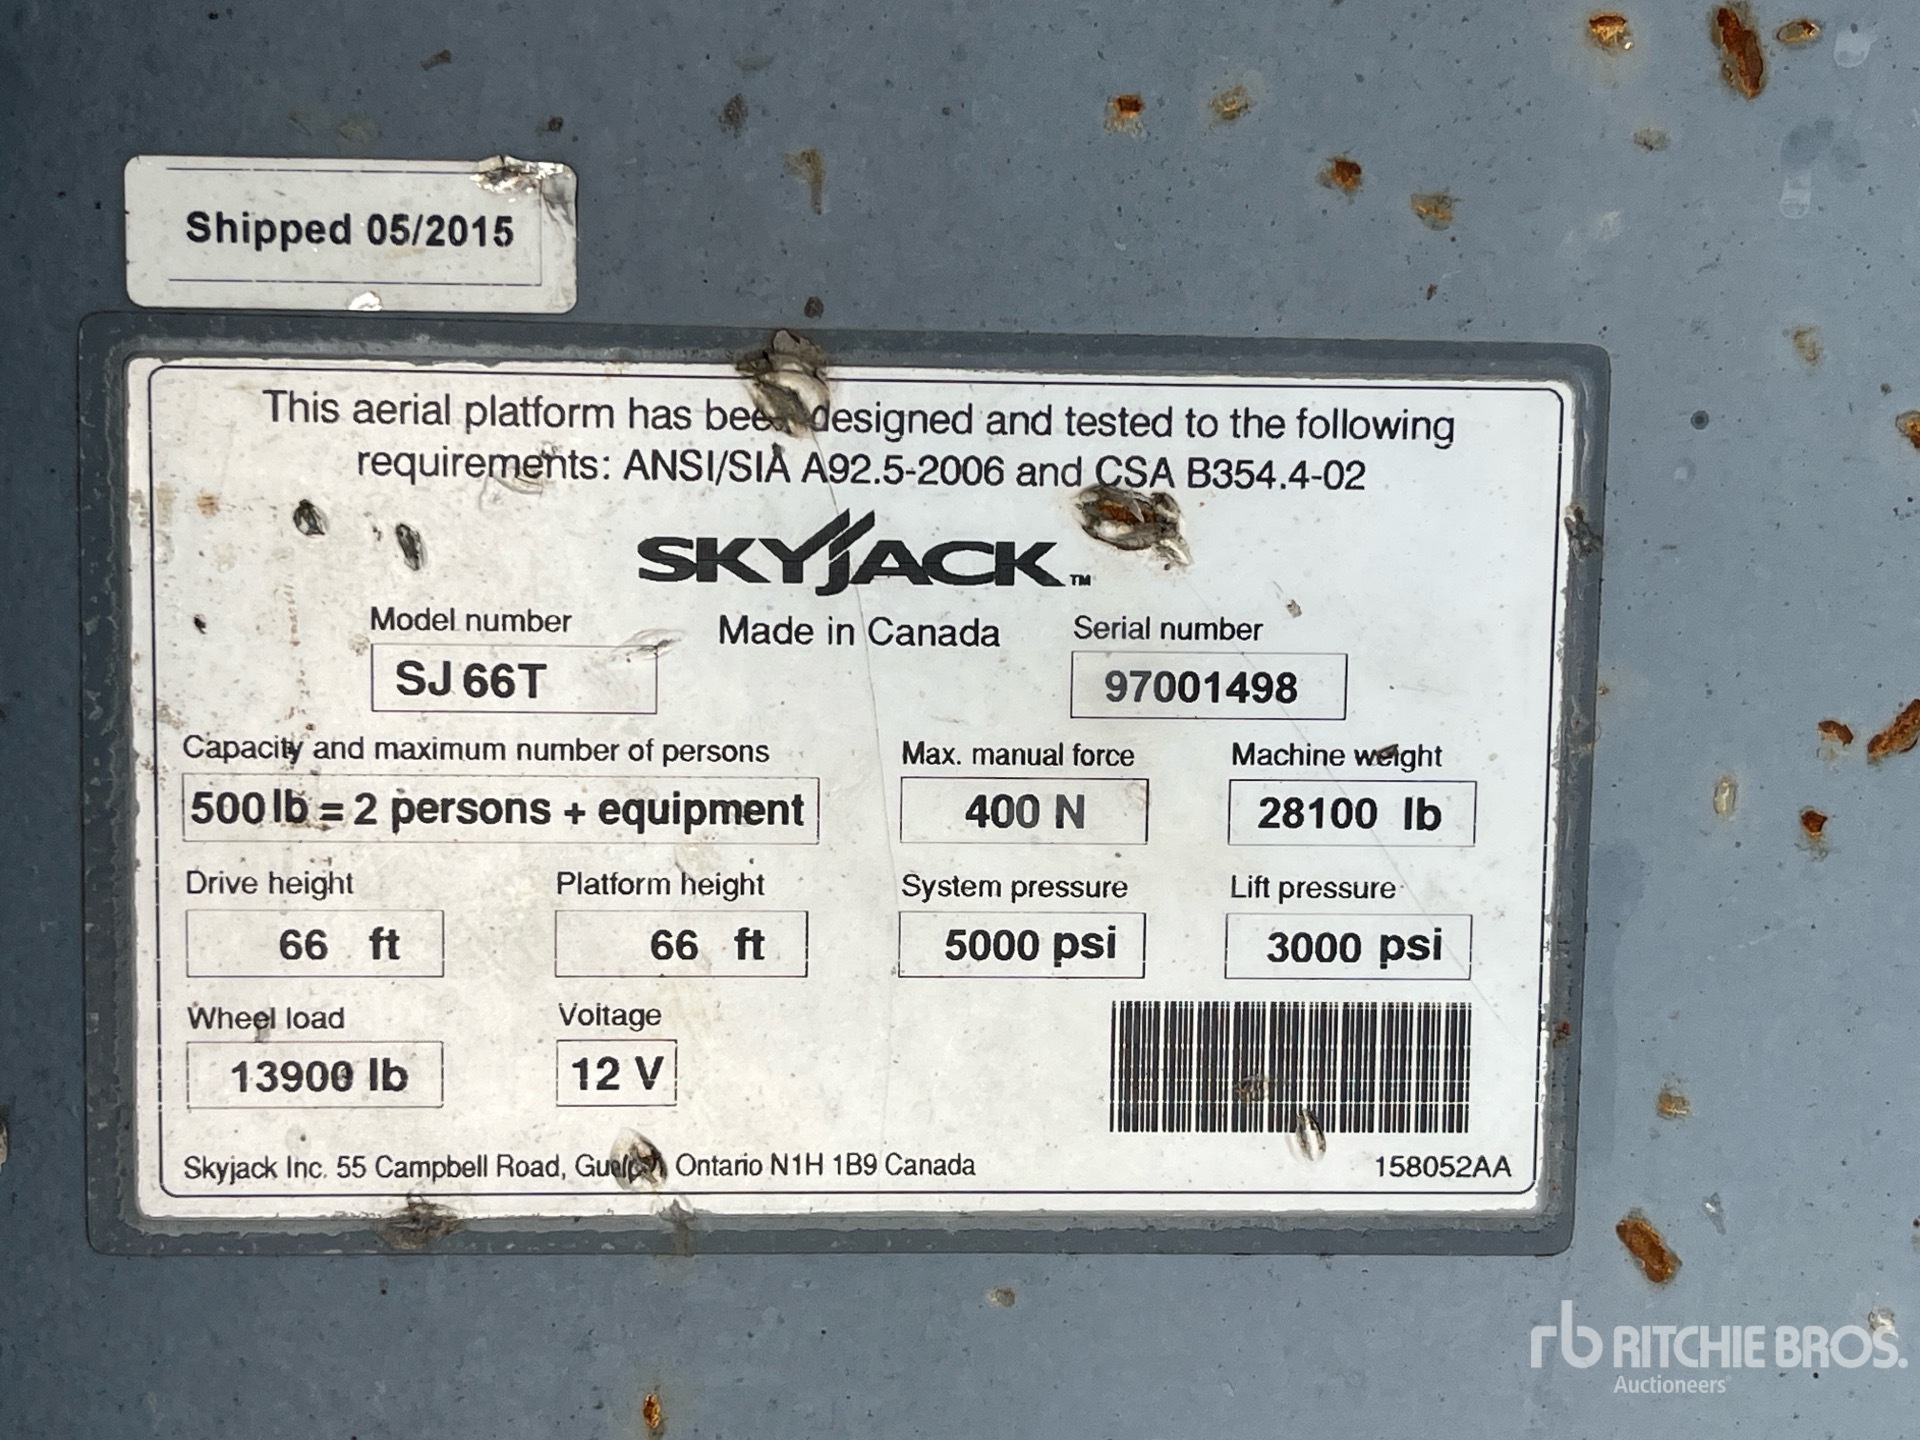 Shipped 05/2015
This aerial platform has been designed and tested to the following
requirements: ANSI/SIA A92.5-2006 and CSA B354.4-02
SKYJACK™
Made in Canada
Model number
SJ 66T
Serial number
97001498
Capacity and maximum number of persons
500 lb = 2 persons + equipment
Max. manual force
400 N
Machine weight
28100 lb
Drive height
66 ft
Platform height
66 ft
System pressure
5000 psi
Lift pressure
3000 psi
Wheel load
13900 lb
Voltage
12 V
Skyjack Inc. 55 Campbell Road, Guelph Ontario N1H 1B9 Canada
158052AA
rb RITCHIE BROS.
Auctioneers